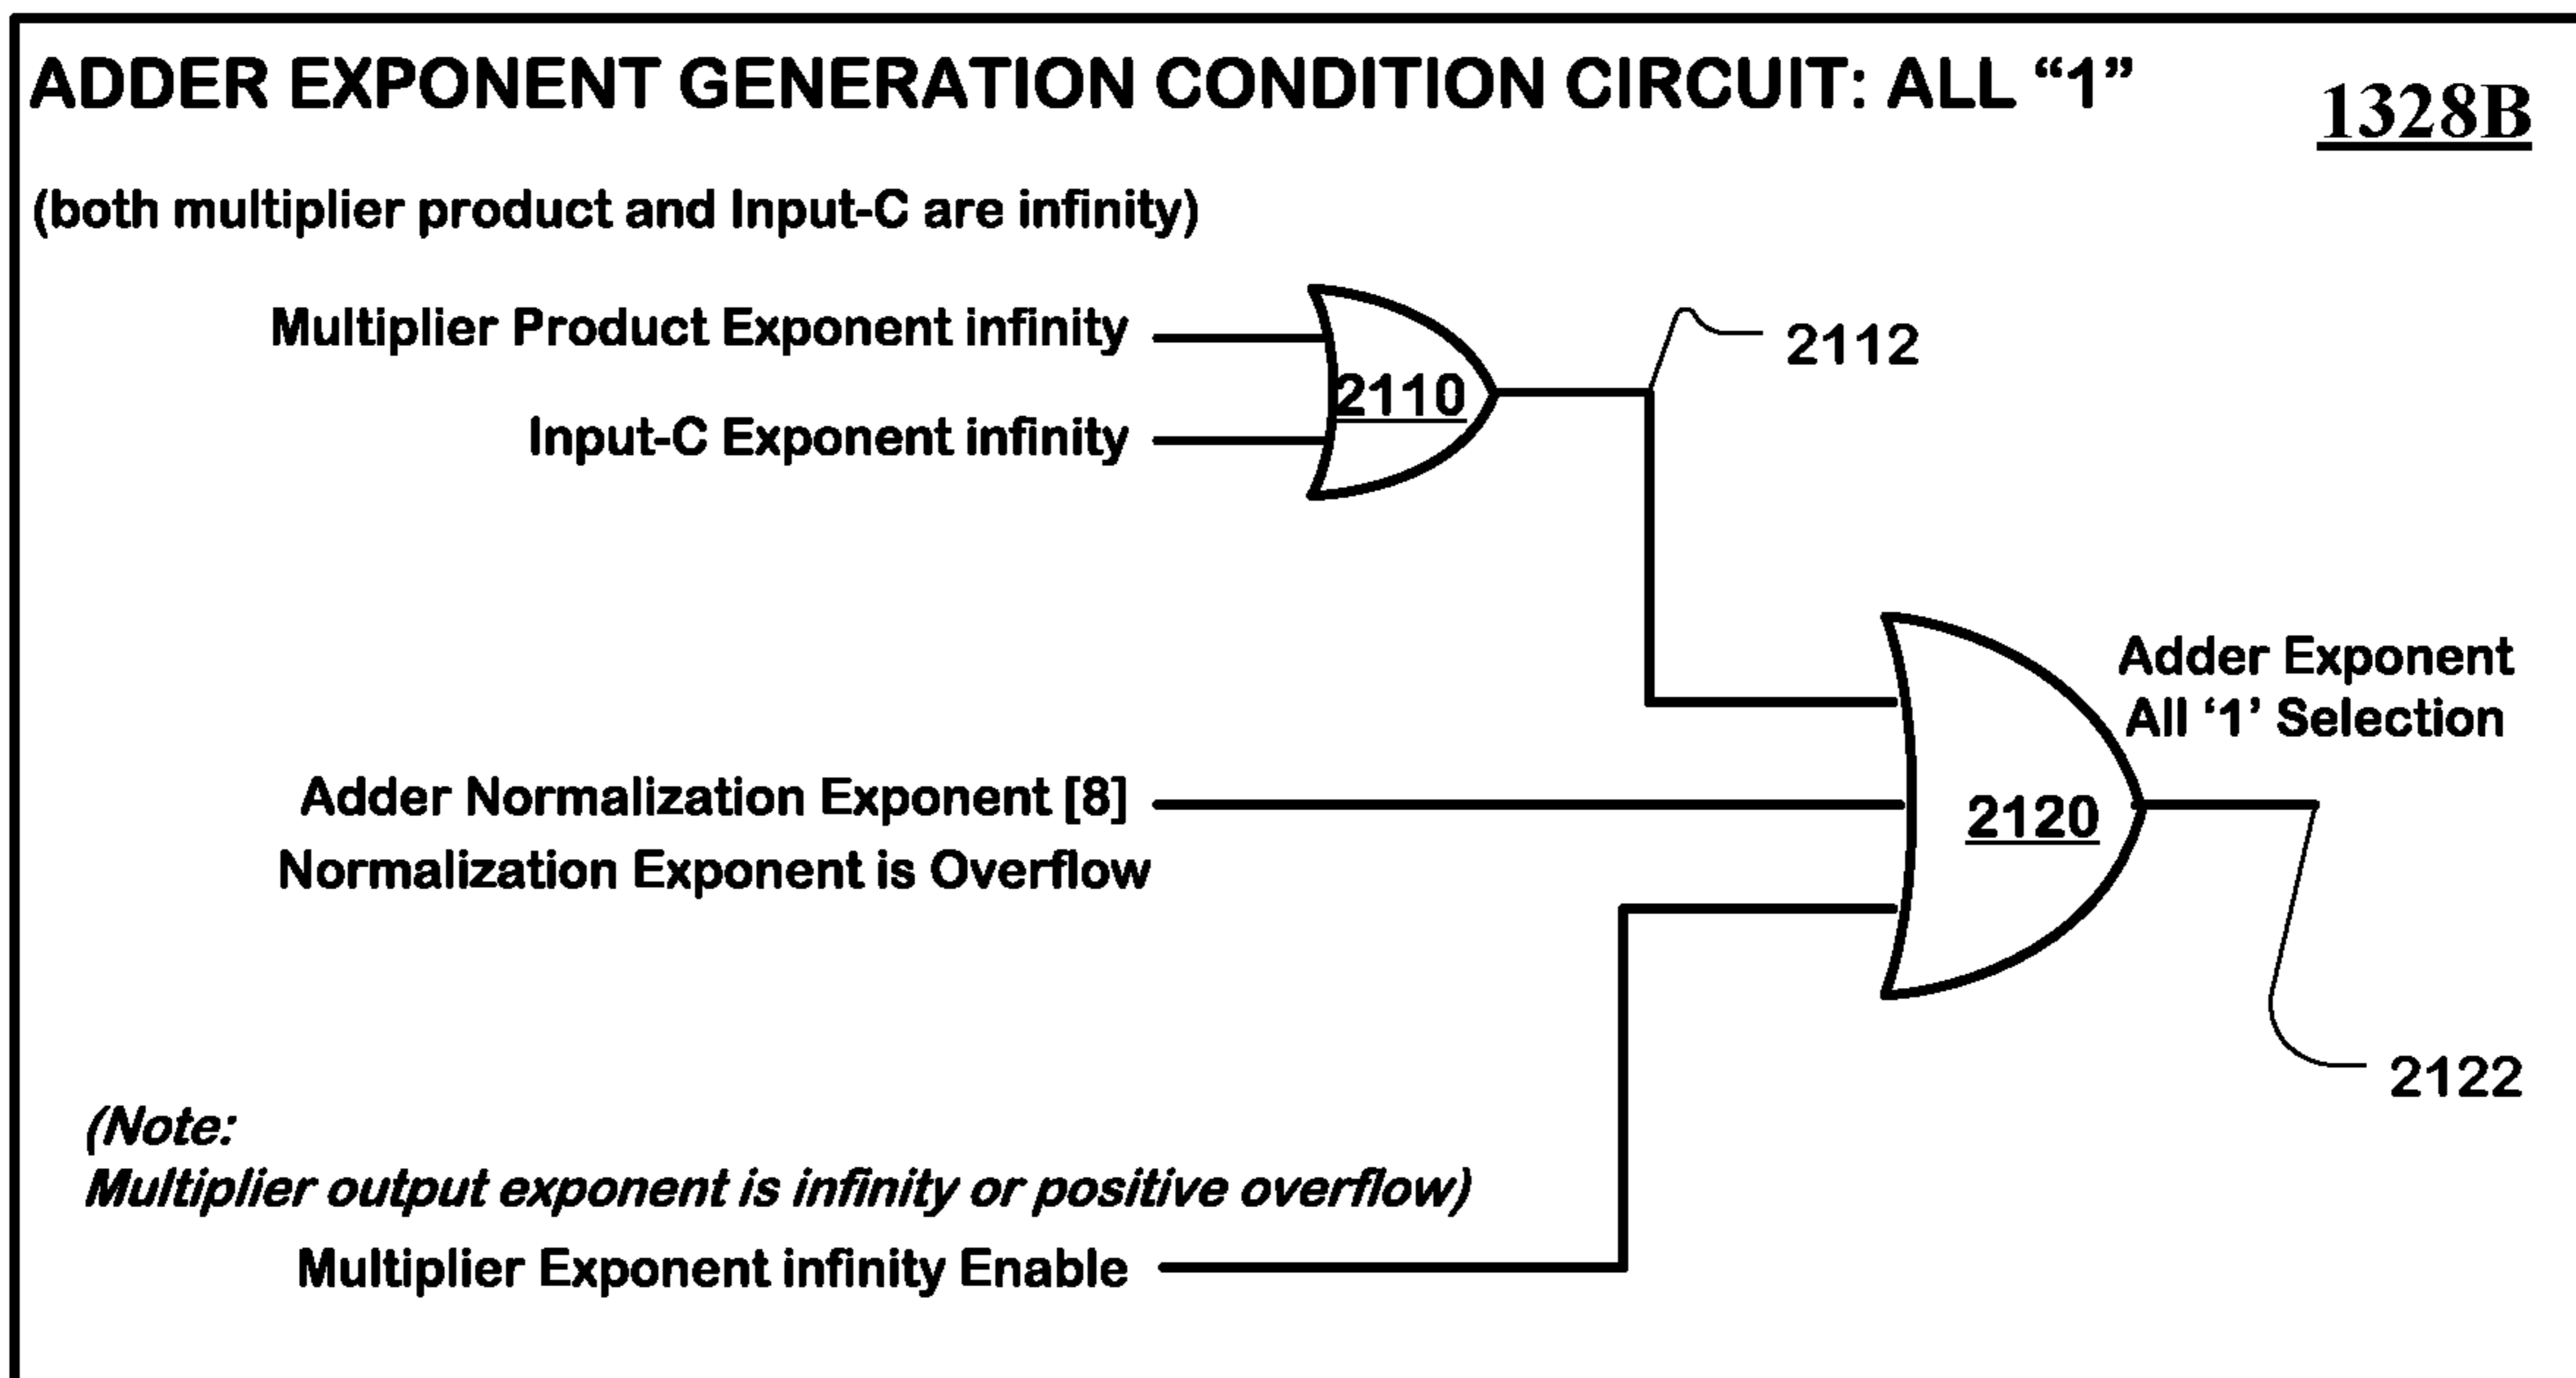 ADDER EXPONENT GENERATION CONDITION CIRCUIT: ALL “1”
1328B
(both multiplier product and Input-C are infinity)
Multiplier Product Exponent infinity
2112
2110
Input-C Exponent infinity
Adder Exponent
All ‘1’ Selection
Adder Normalization Exponent [8]
2120
Normalization Exponent is Overflow
2122
(Note:
Multiplier output exponent is infinity or positive overflow)
Multiplier Exponent infinity Enable